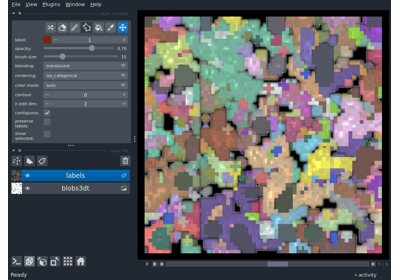 File View Plugins Window Help
label: 1
opacity: 0.70
brush size: 10
blending: translucent
rendering: iso_categorical
color mode: auto
contour: 0
n edit dim: 2
contiguous:
preserve
labels:
show
selected:
labels
blobs3dt
Ready
activity